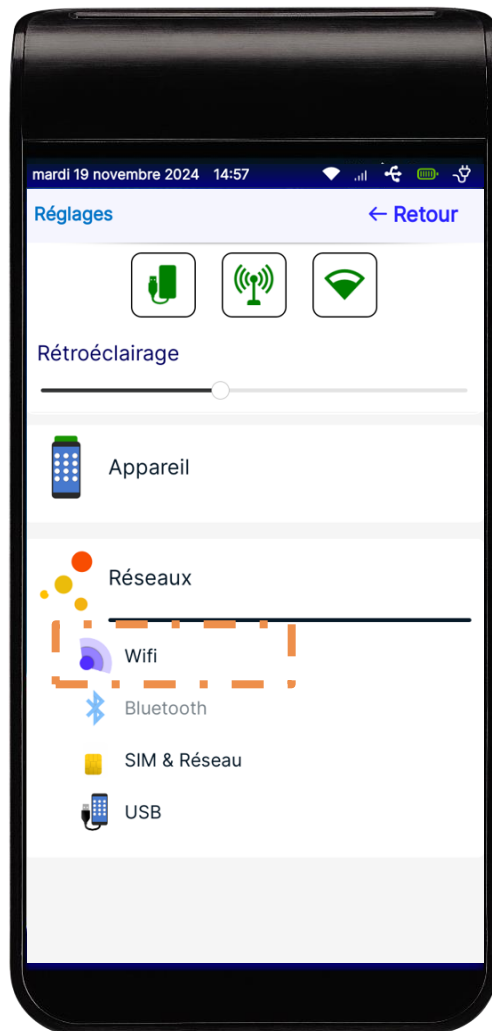 mardi 19 novembre 2024 14:57
Réglages ← Retour
Rétroéclairage
Appareil
Réseaux
Wifi
Bluetooth
SIM & Réseau
USB